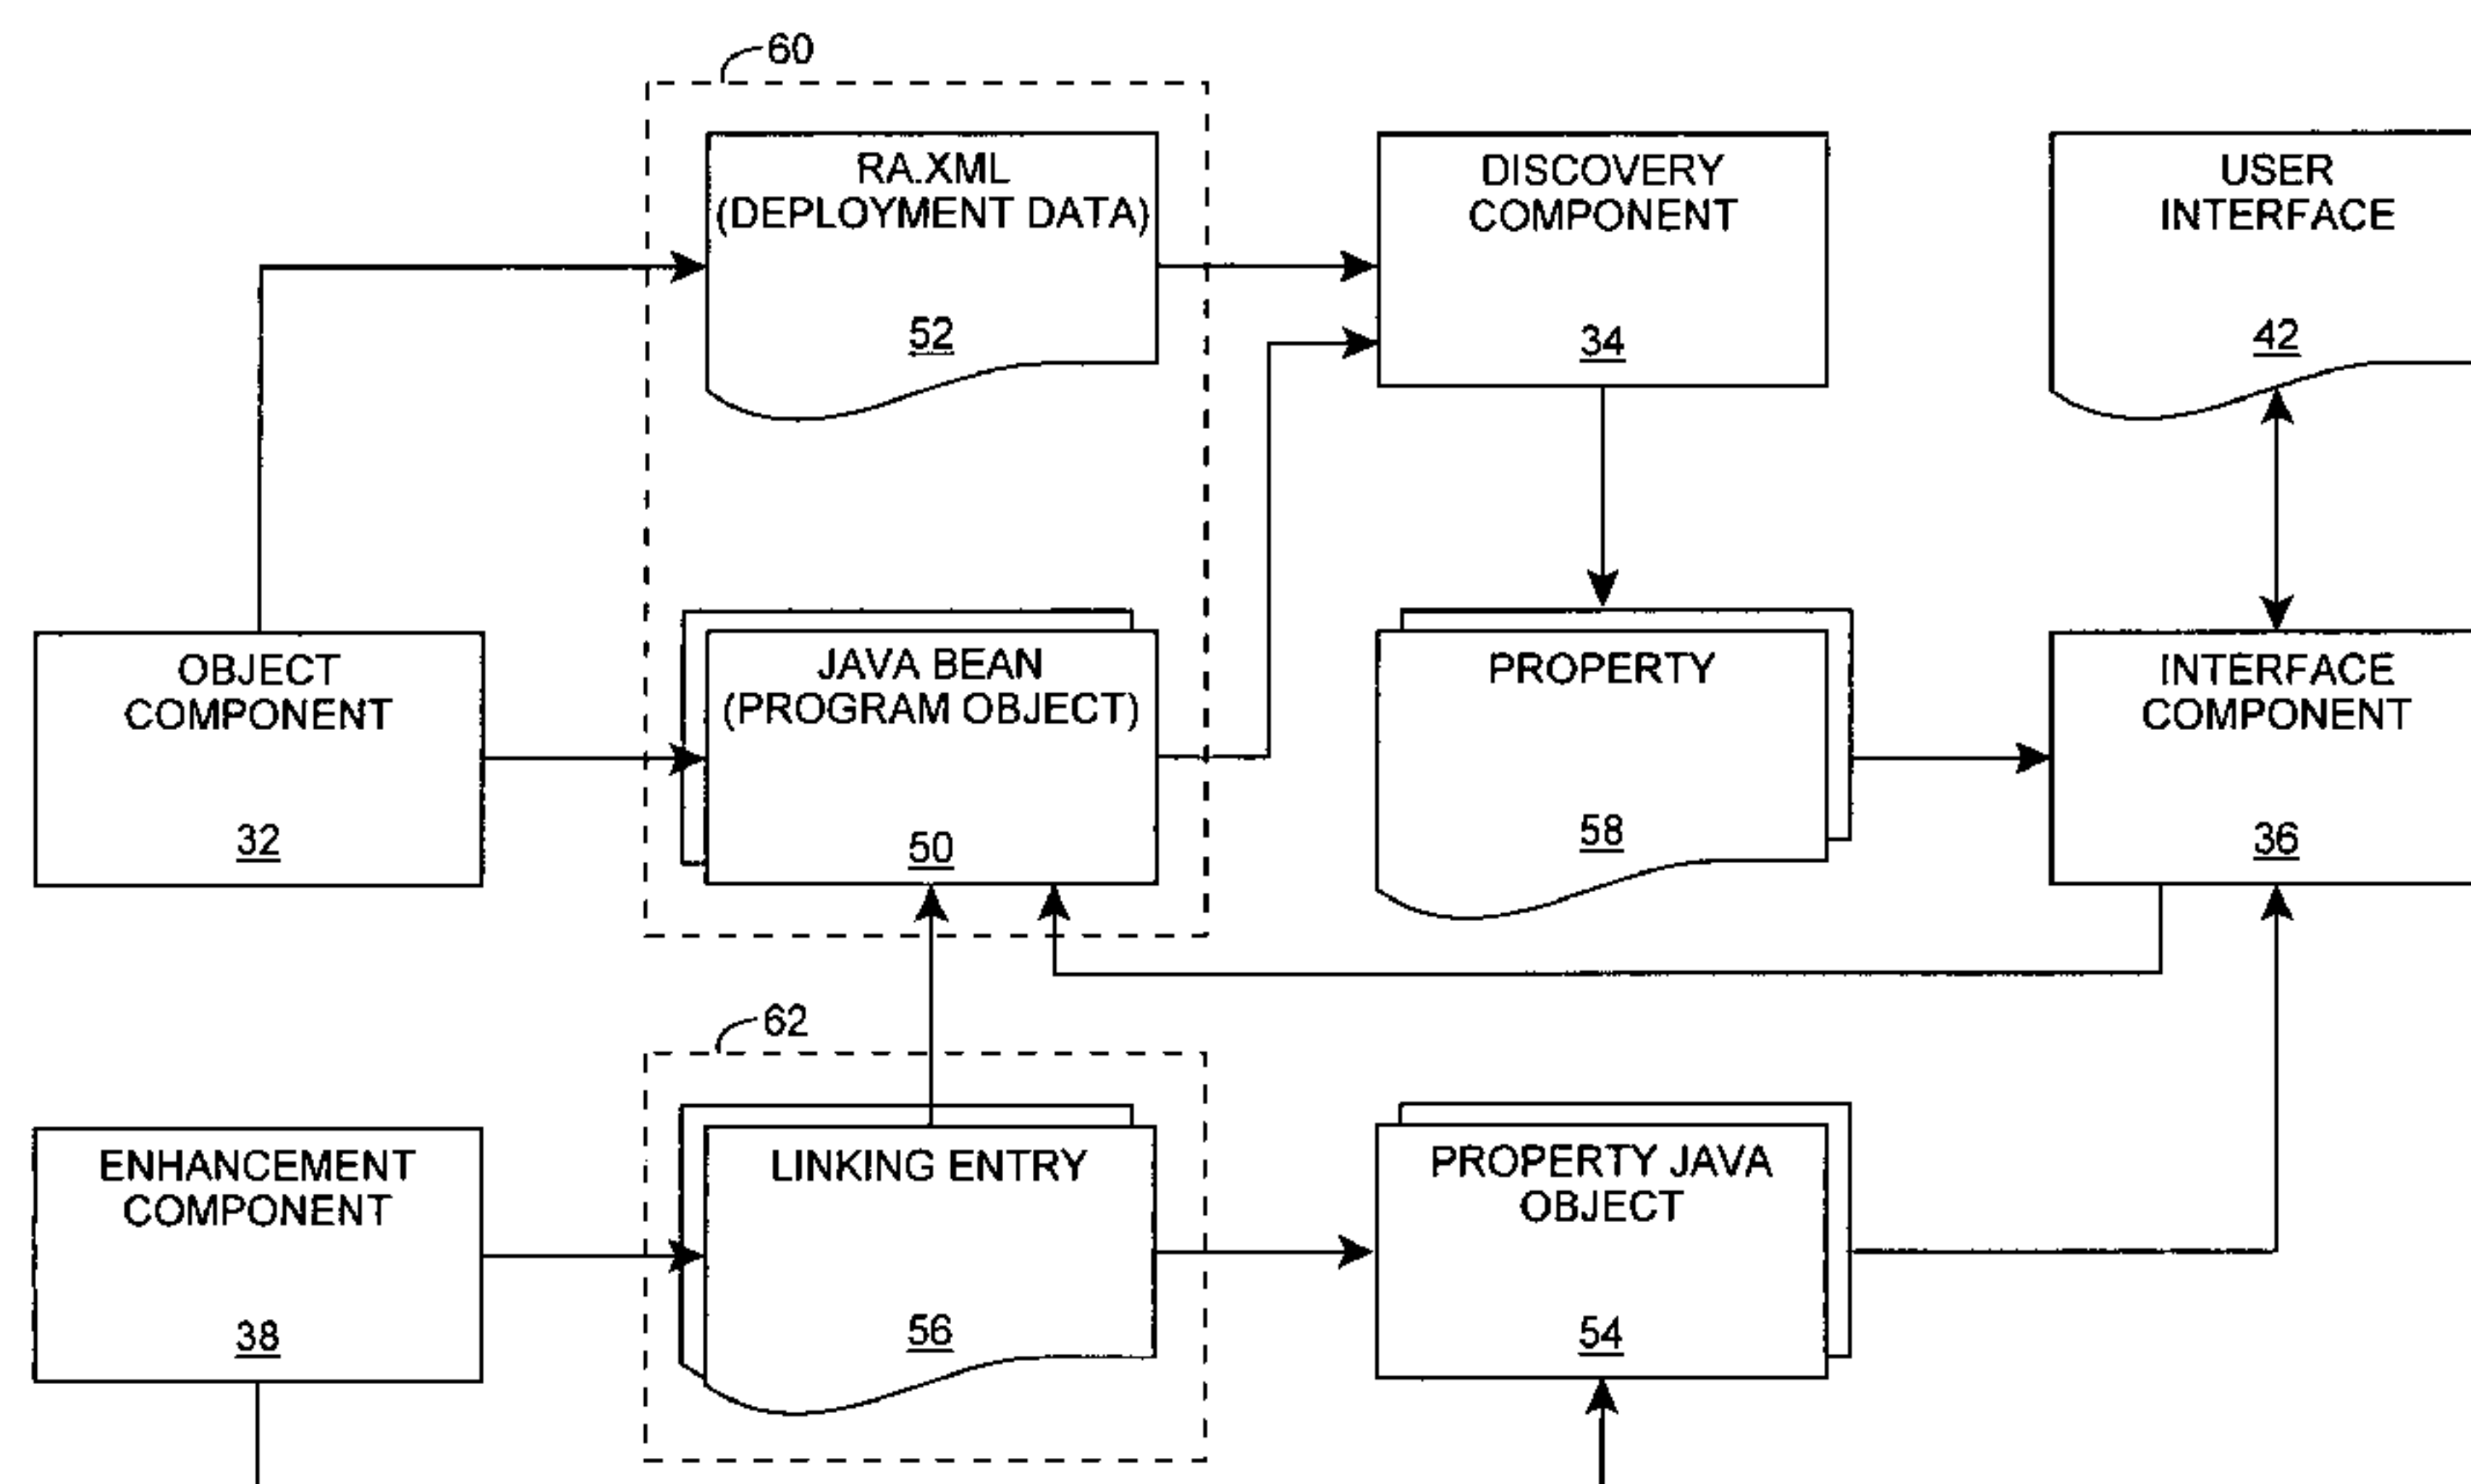 60
RA.XML
(DEPLOYMENT DATA)
52
DISCOVERY
COMPONENT
34
USER
INTERFACE
42
OBJECT
COMPONENT
32
JAVA BEAN
(PROGRAM OBJECT)
50
PROPERTY
58
INTERFACE
COMPONENT
36
62
ENHANCEMENT
COMPONENT
38
LINKING ENTRY
56
PROPERTY JAVA
OBJECT
54